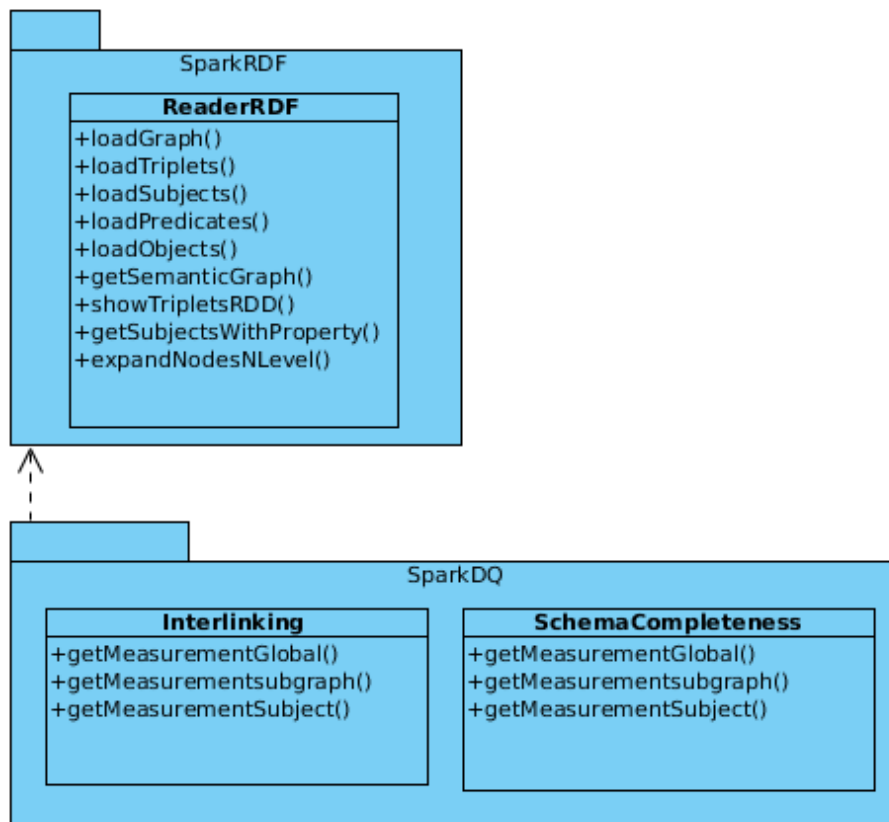 SparkRDF
ReaderRDF
+loadGraph()
+loadTriplets()
+loadSubjects()
+loadPredicates()
+loadObjects()
+getSemanticGraph()
+showTripletsRDD()
+getSubjectsWithProperty()
+expandNodesNLevel()
SparkDQ
Interlinking
+getMeasurementGlobal()
+getMeasurementsubgraph()
+getMeasurementSubject()
SchemaCompleteness
+getMeasurementGlobal()
+getMeasurementsubgraph()
+getMeasurementSubject()